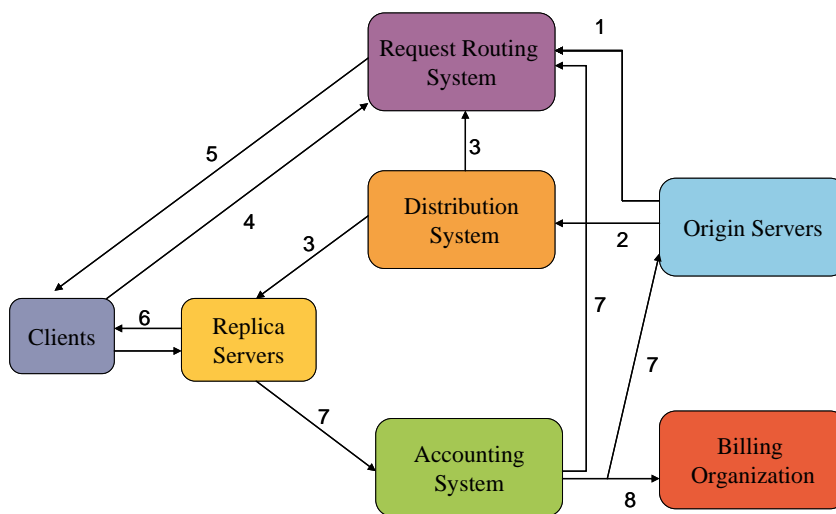 1
Request Routing
System
5
3
4
Distribution
System
3
2
Origin Servers
6
Clients
Replica
Servers
7
7
7
Accounting
System
8
Billing
Organization